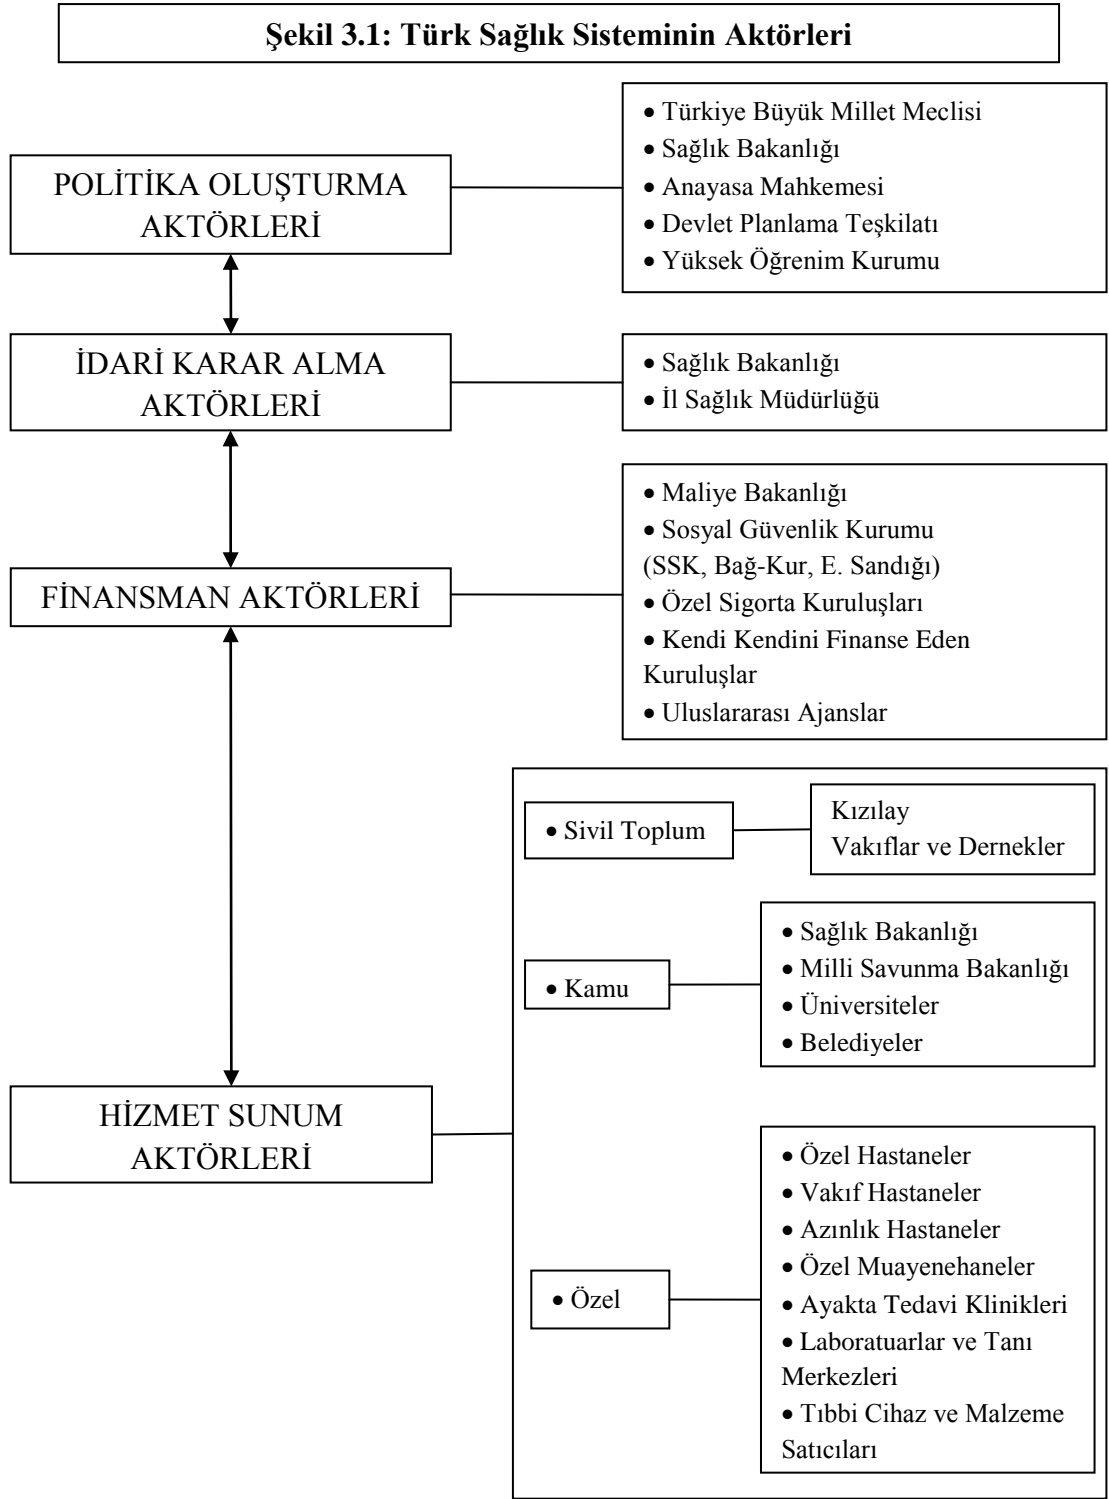 Şekil 3.1: Türk Sağlık Sisteminin Aktörleri
POLİTİKA OLUŞTURMA
AKTÖRLERİ
• Türkiye Büyük Millet Meclisi
• Sağlık Bakanlığı
• Anayasa Mahkemesi
• Devlet Planlama Teşkilatı
• Yüksek Öğrenim Kurumu
İDARİ KARAR ALMA
AKTÖRLERİ
• Sağlık Bakanlığı
• İl Sağlık Müdürlüğü
FİNANSMAN AKTÖRLERİ
• Maliye Bakanlığı
• Sosyal Güvenlik Kurumu
(SSK, Bağ-Kur, E. Sandığı)
• Özel Sigorta Kuruluşları
• Kendi Kendini Finanse Eden
Kuruluşlar
• Uluslararası Ajanslar
HİZMET SUNUM
AKTÖRLERİ
• Sivil Toplum
Kızılay
Vakıflar ve Dernekler
• Kamu
• Sağlık Bakanlığı
• Milli Savunma Bakanlığı
• Üniversiteler
• Belediyeler
• Özel
• Özel Hastaneler
• Vakıf Hastaneler
• Azınlık Hastaneler
• Özel Muayenehaneler
• Ayakta Tedavi Klinikleri
• Laboratuarlar ve Tanı
Merkezleri
• Tıbbi Cihaz ve Malzeme
Satıcıları